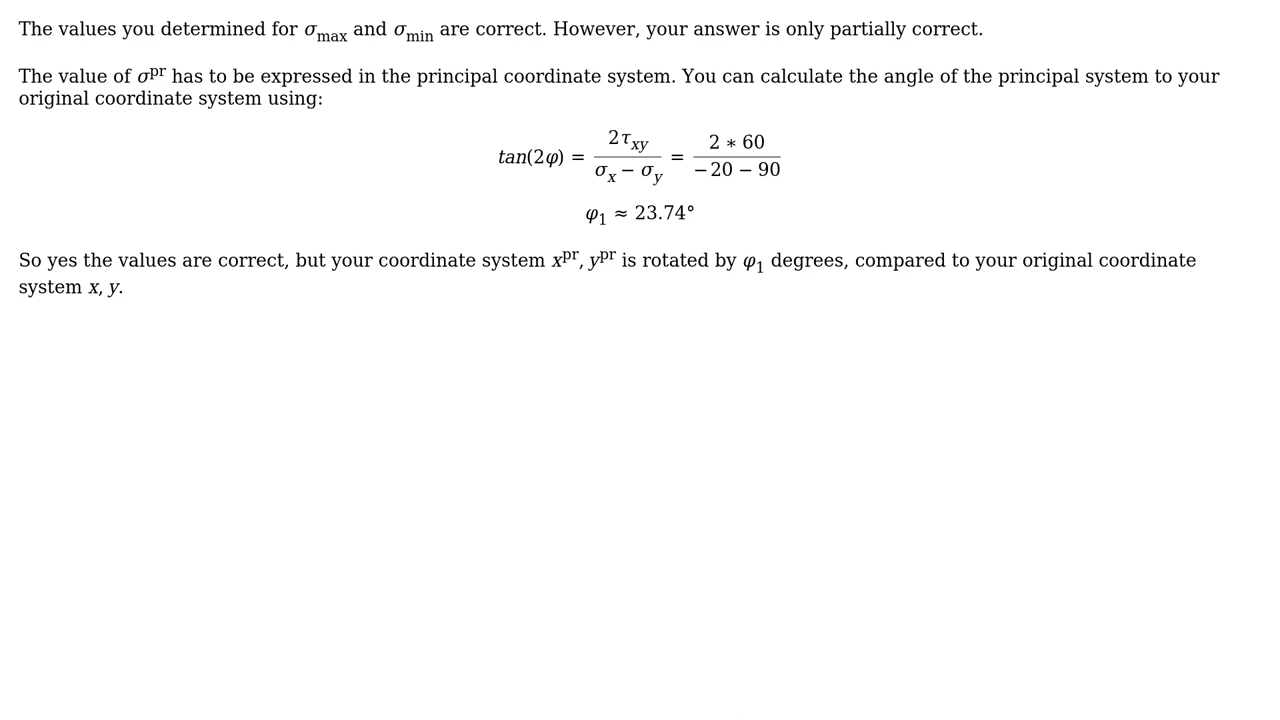 The values you determined for σmax and σmin are correct. However, your answer is only partially correct.
The value of σ^pr has to be expressed in the principal coordinate system. You can calculate the angle of the principal system to your
original coordinate system using:
tan(2φ) = 2τxy / (σx − σy) = 2 ∗ 60 / (−20 − 90)
φ1 ≈ 23.74°
So yes the values are correct, but your coordinate system x^pr, y^pr is rotated by φ1 degrees, compared to your original coordinate
system x, y.